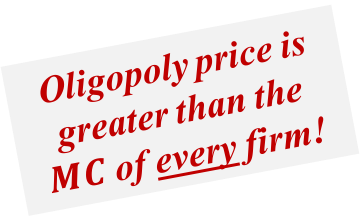 Oligopoly price is
greater than the
MC of every firm!